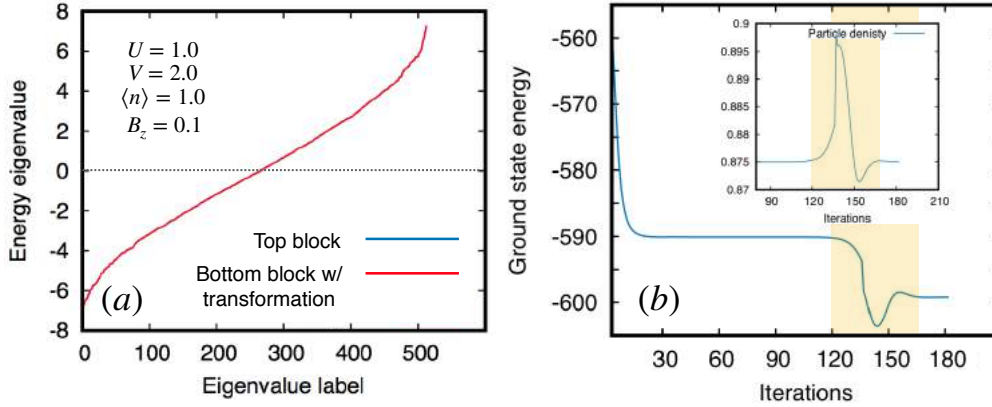 8
6
4
2
0
-2
-4
-6
-8
Energy eigenvalue
U = 1.0
V = 2.0
⟨n⟩ = 1.0
B_z = 0.1
Top block
Bottom block w/
transformation
(a)
0 100 200 300 400 500
Eigenvalue label
-560
-570
-580
-590
-600
Ground state energy
0.9
0.895
0.89
0.885
0.88
0.875
0.87
Particle denisty
90 120 150 180 210
Iterations
(b)
30 60 90 120 150 180
Iterations